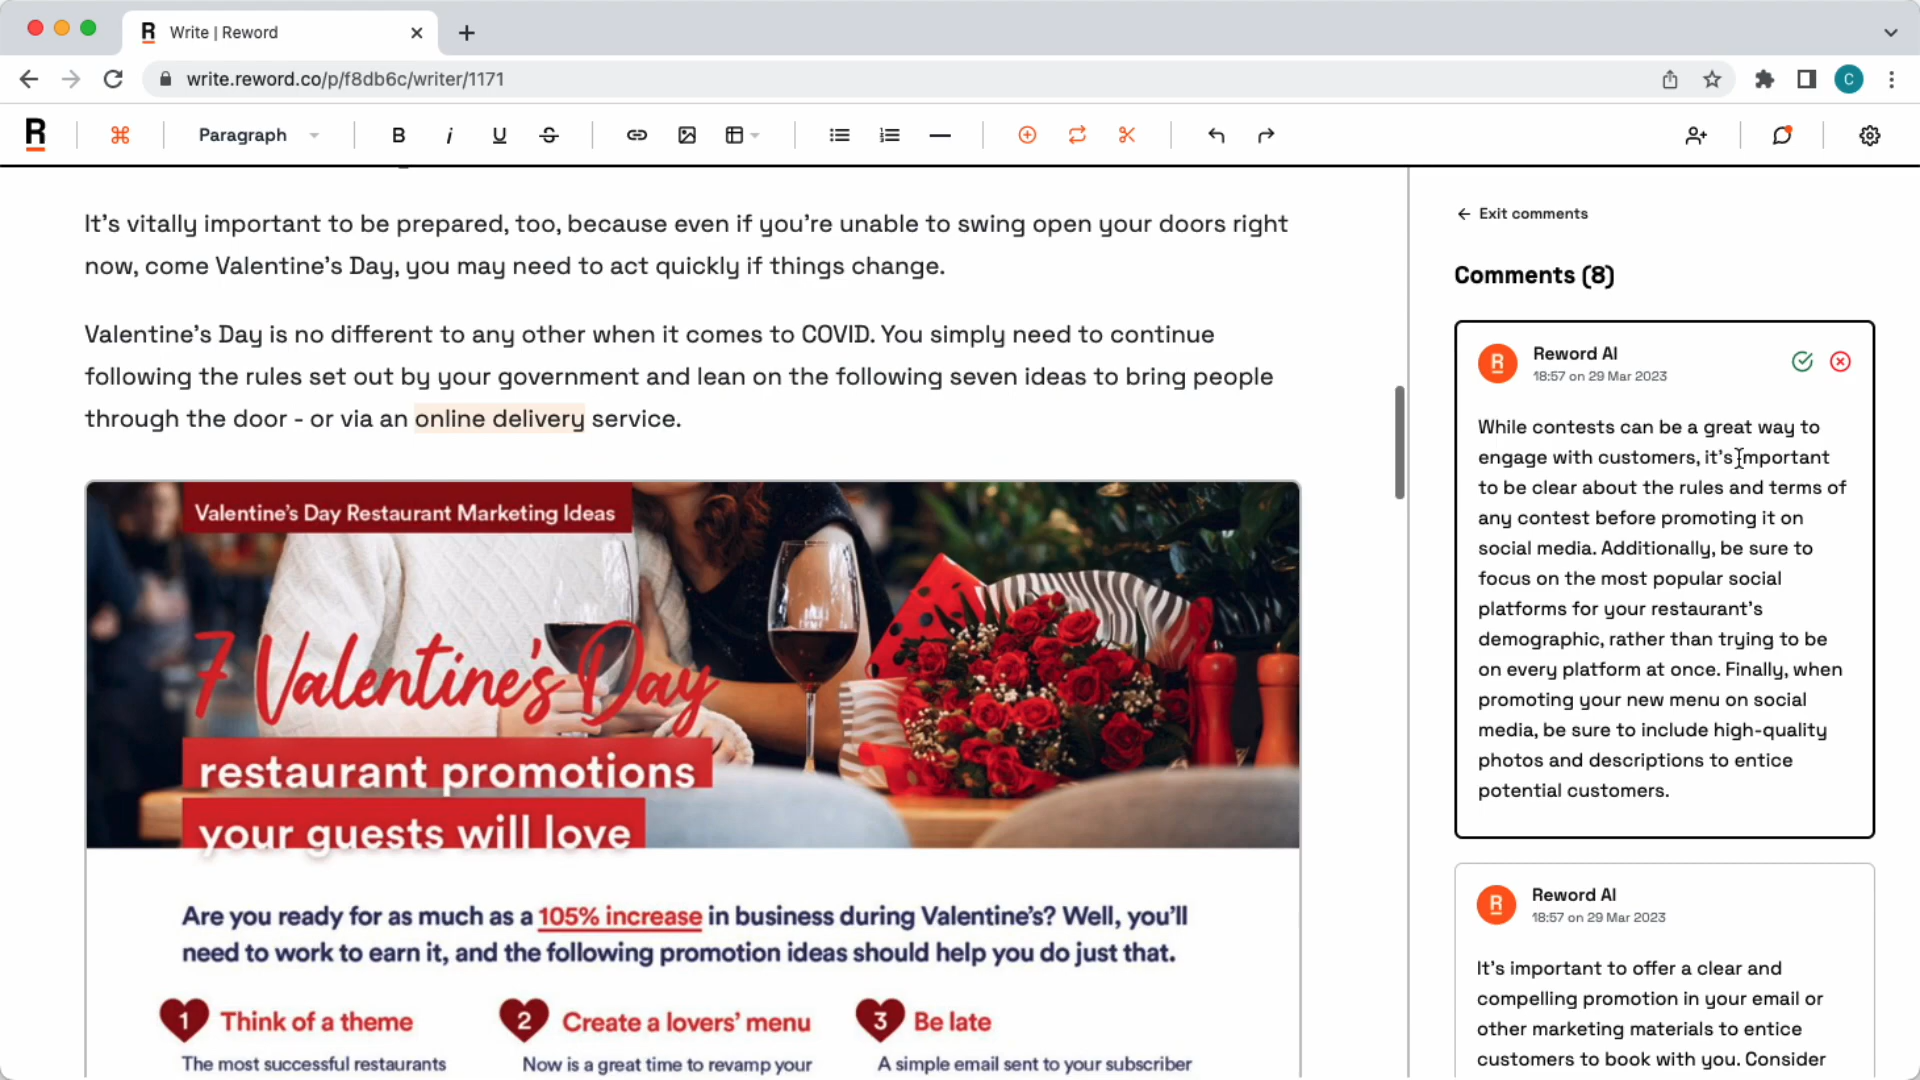 R Write | Reword
write.reword.co/p/f8db6c/writer/1171
C
R
Paragraph
B i U S
It's vitally important to be prepared, too, because even if you're unable to swing open your doors right
now, come Valentine's Day, you may need to act quickly if things change.
Valentine's Day is no different to any other when it comes to COVID. You simply need to continue
following the rules set out by your government and lean on the following seven ideas to bring people
through the door - or via an online delivery service.
Valentine's Day Restaurant Marketing Ideas
7 Valentine's Day
restaurant promotions
your guests will love
Are you ready for as much as a 105% increase in business during Valentine's? Well, you'll
need to work to earn it, and the following promotion ideas should help you do just that.
1 Think of a theme
The most successful restaurants
2 Create a lovers' menu
Now is a great time to revamp your
3 Be late
A simple email sent to your subscriber
Exit comments
Comments (8)
R Reword AI
18:57 on 29 Mar 2023
While contests can be a great way to
engage with customers, it's important
to be clear about the rules and terms of
any contest before promoting it on
social media. Additionally, be sure to
focus on the most popular social
platforms for your restaurant's
demographic, rather than trying to be
on every platform at once. Finally, when
promoting your new menu on social
media, be sure to include high-quality
photos and descriptions to entice
potential customers.
R Reword AI
18:57 on 29 Mar 2023
It's important to offer a clear and
compelling promotion in your email or
other marketing materials to entice
customers to book with you. Consider